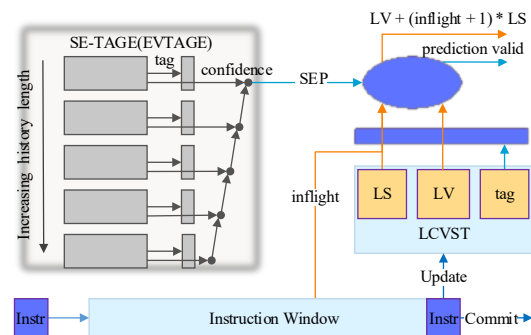 LV + (inflight + 1) * LS
SE-TAGE(EVTAGE)
tag
confidence
prediction valid
SEP
Increasing history length
inflight
LS
LV
tag
LCVST
Update
Instr
Instruction Window
Instr
Commit